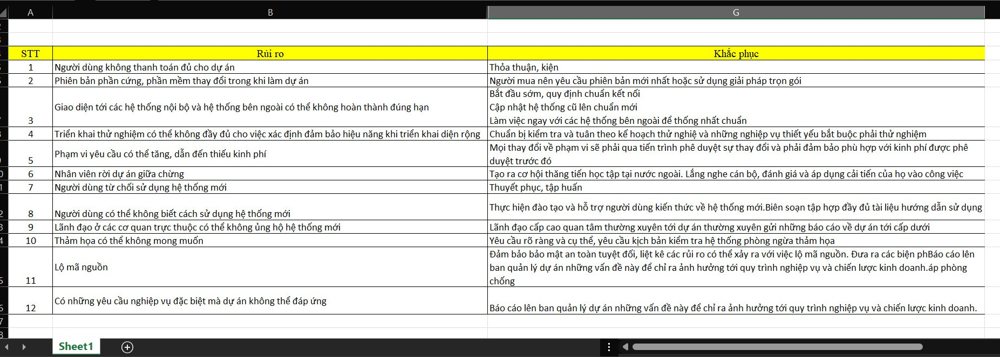 A B G
STT Rủi ro Khắc phục
1 Người dùng không thanh toán đủ cho dự án Thỏa thuận, kiện
2 Phiên bản phần cứng, phần mềm thay đổi trong khi làm dự án Người mua nên yêu cầu phiên bản mới nhất hoặc sử dụng giải pháp trọn gói
3 Giao diện tới các hệ thống nội bộ và hệ thống bên ngoài có thể không hoàn thành đúng hạn Bắt đầu sớm, quy định chuẩn kết nối
Cập nhật hệ thống cũ lên chuẩn mới
Làm việc ngay với các hệ thống bên ngoài để thống nhất chuẩn
4 Triển khai thử nghiệm có thể không đầy đủ cho việc xác định đảm bảo hiệu năng khi triển khai diện rộng Chuẩn bị kiểm tra và tuân theo kế hoạch thử nghiệ và những nghiệp vụ thiết yếu bắt buộc phải thử nghiệm
5 Phạm vi yêu cầu có thể tăng, dẫn đến thiếu kinh phí Mọi thay đổi về phạm vi sẽ phải qua tiến trình phê duyệt sự thay đổi và phải đảm bảo phù hợp với kinh phí được phê
duyệt trước đó
6 Nhân viên rời dự án giữa chừng Tạo ra cơ hội thăng tiến học tập tại nước ngoài. Lắng nghe cán bộ, đánh giá và áp dụng cải tiến của họ vào công việc
7 Người dùng từ chối sử dụng hệ thống mới Thuyết phục, tập huấn
8 Người dùng có thể không biết cách sử dụng hệ thống mới Thực hiện đào tạo và hỗ trợ người dùng kiến thức về hệ thống mới.Biên soạn tập hợp đầy đủ tài liệu hướng dẫn sử dụng
9 Lãnh đạo ở các cơ quan trực thuộc có thể không ủng hộ hệ thống mới Lãnh đạo cấp cao quan tâm thường xuyên tới dự án thường xuyên gửi những báo cáo về dự án tới cấp dưới
10 Thảm họa có thể không mong muốn Yêu cầu rõ ràng và cụ thể, yêu cầu kịch bản kiểm tra hệ thống phòng ngừa thảm họa
11 Lộ mã nguồn Đảm bảo bảo mật an toàn tuyệt đối, liệt kê các rủi ro có thể xảy ra với việc lộ mã nguồn. Đưa ra các biện phBáo cáo lên
ban quản lý dự án những vấn đề này để chỉ ra ảnh hưởng tới quy trình nghiệp vụ và chiến lược kinh doanh.áp phòng
chống
12 Có những yêu cầu nghiệp vụ đặc biệt mà dự án không thể đáp ứng Báo cáo lên ban quản lý dự án những vấn đề này để chỉ ra ảnh hưởng tới quy trình nghiệp vụ và chiến lược kinh doanh.
Sheet1